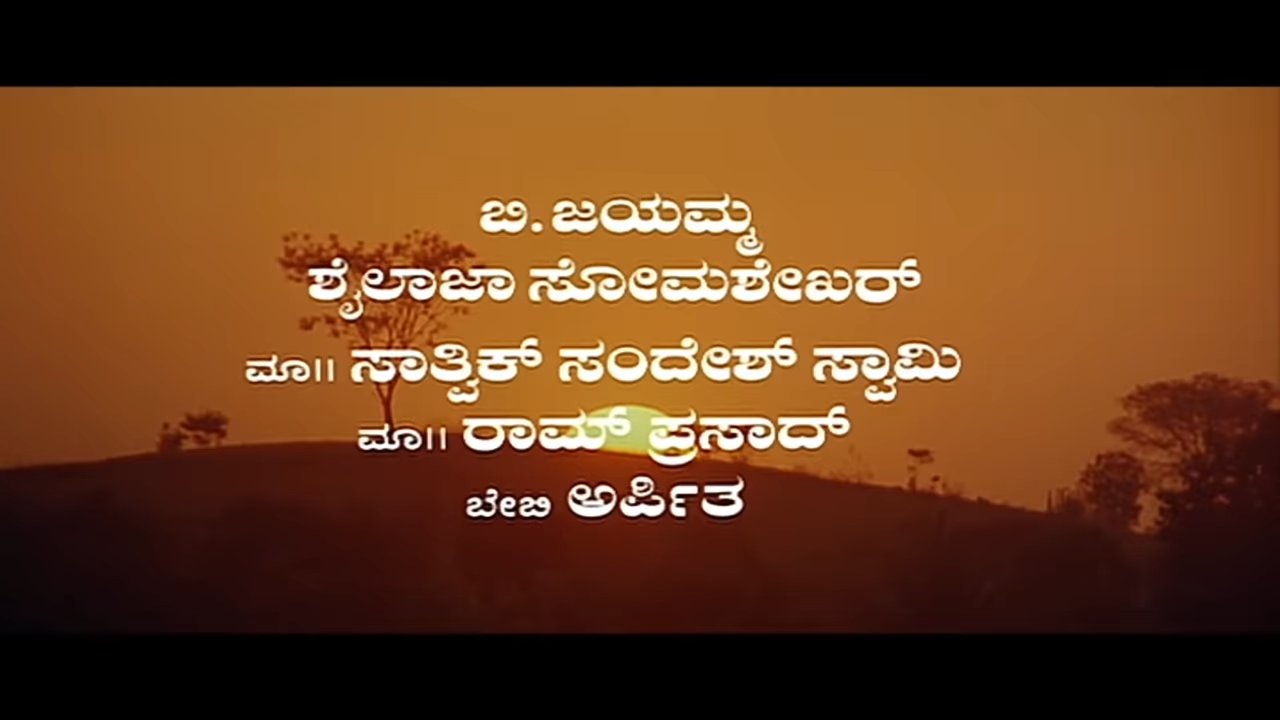 ಬಿ. ಜಯಮ್ಮ
ಶೈಲಾಜಾ ಸೋಮಶೇಖರ್
ಮಾ|| ಸಾತ್ವಿಕ್ ಸಂದೇಶ್ ಸ್ವಾಮಿ
ಮಾ|| ರಾಮ್ ಪ್ರಸಾದ್
ಬೇಬಿ ಅರ್ಪಿತ